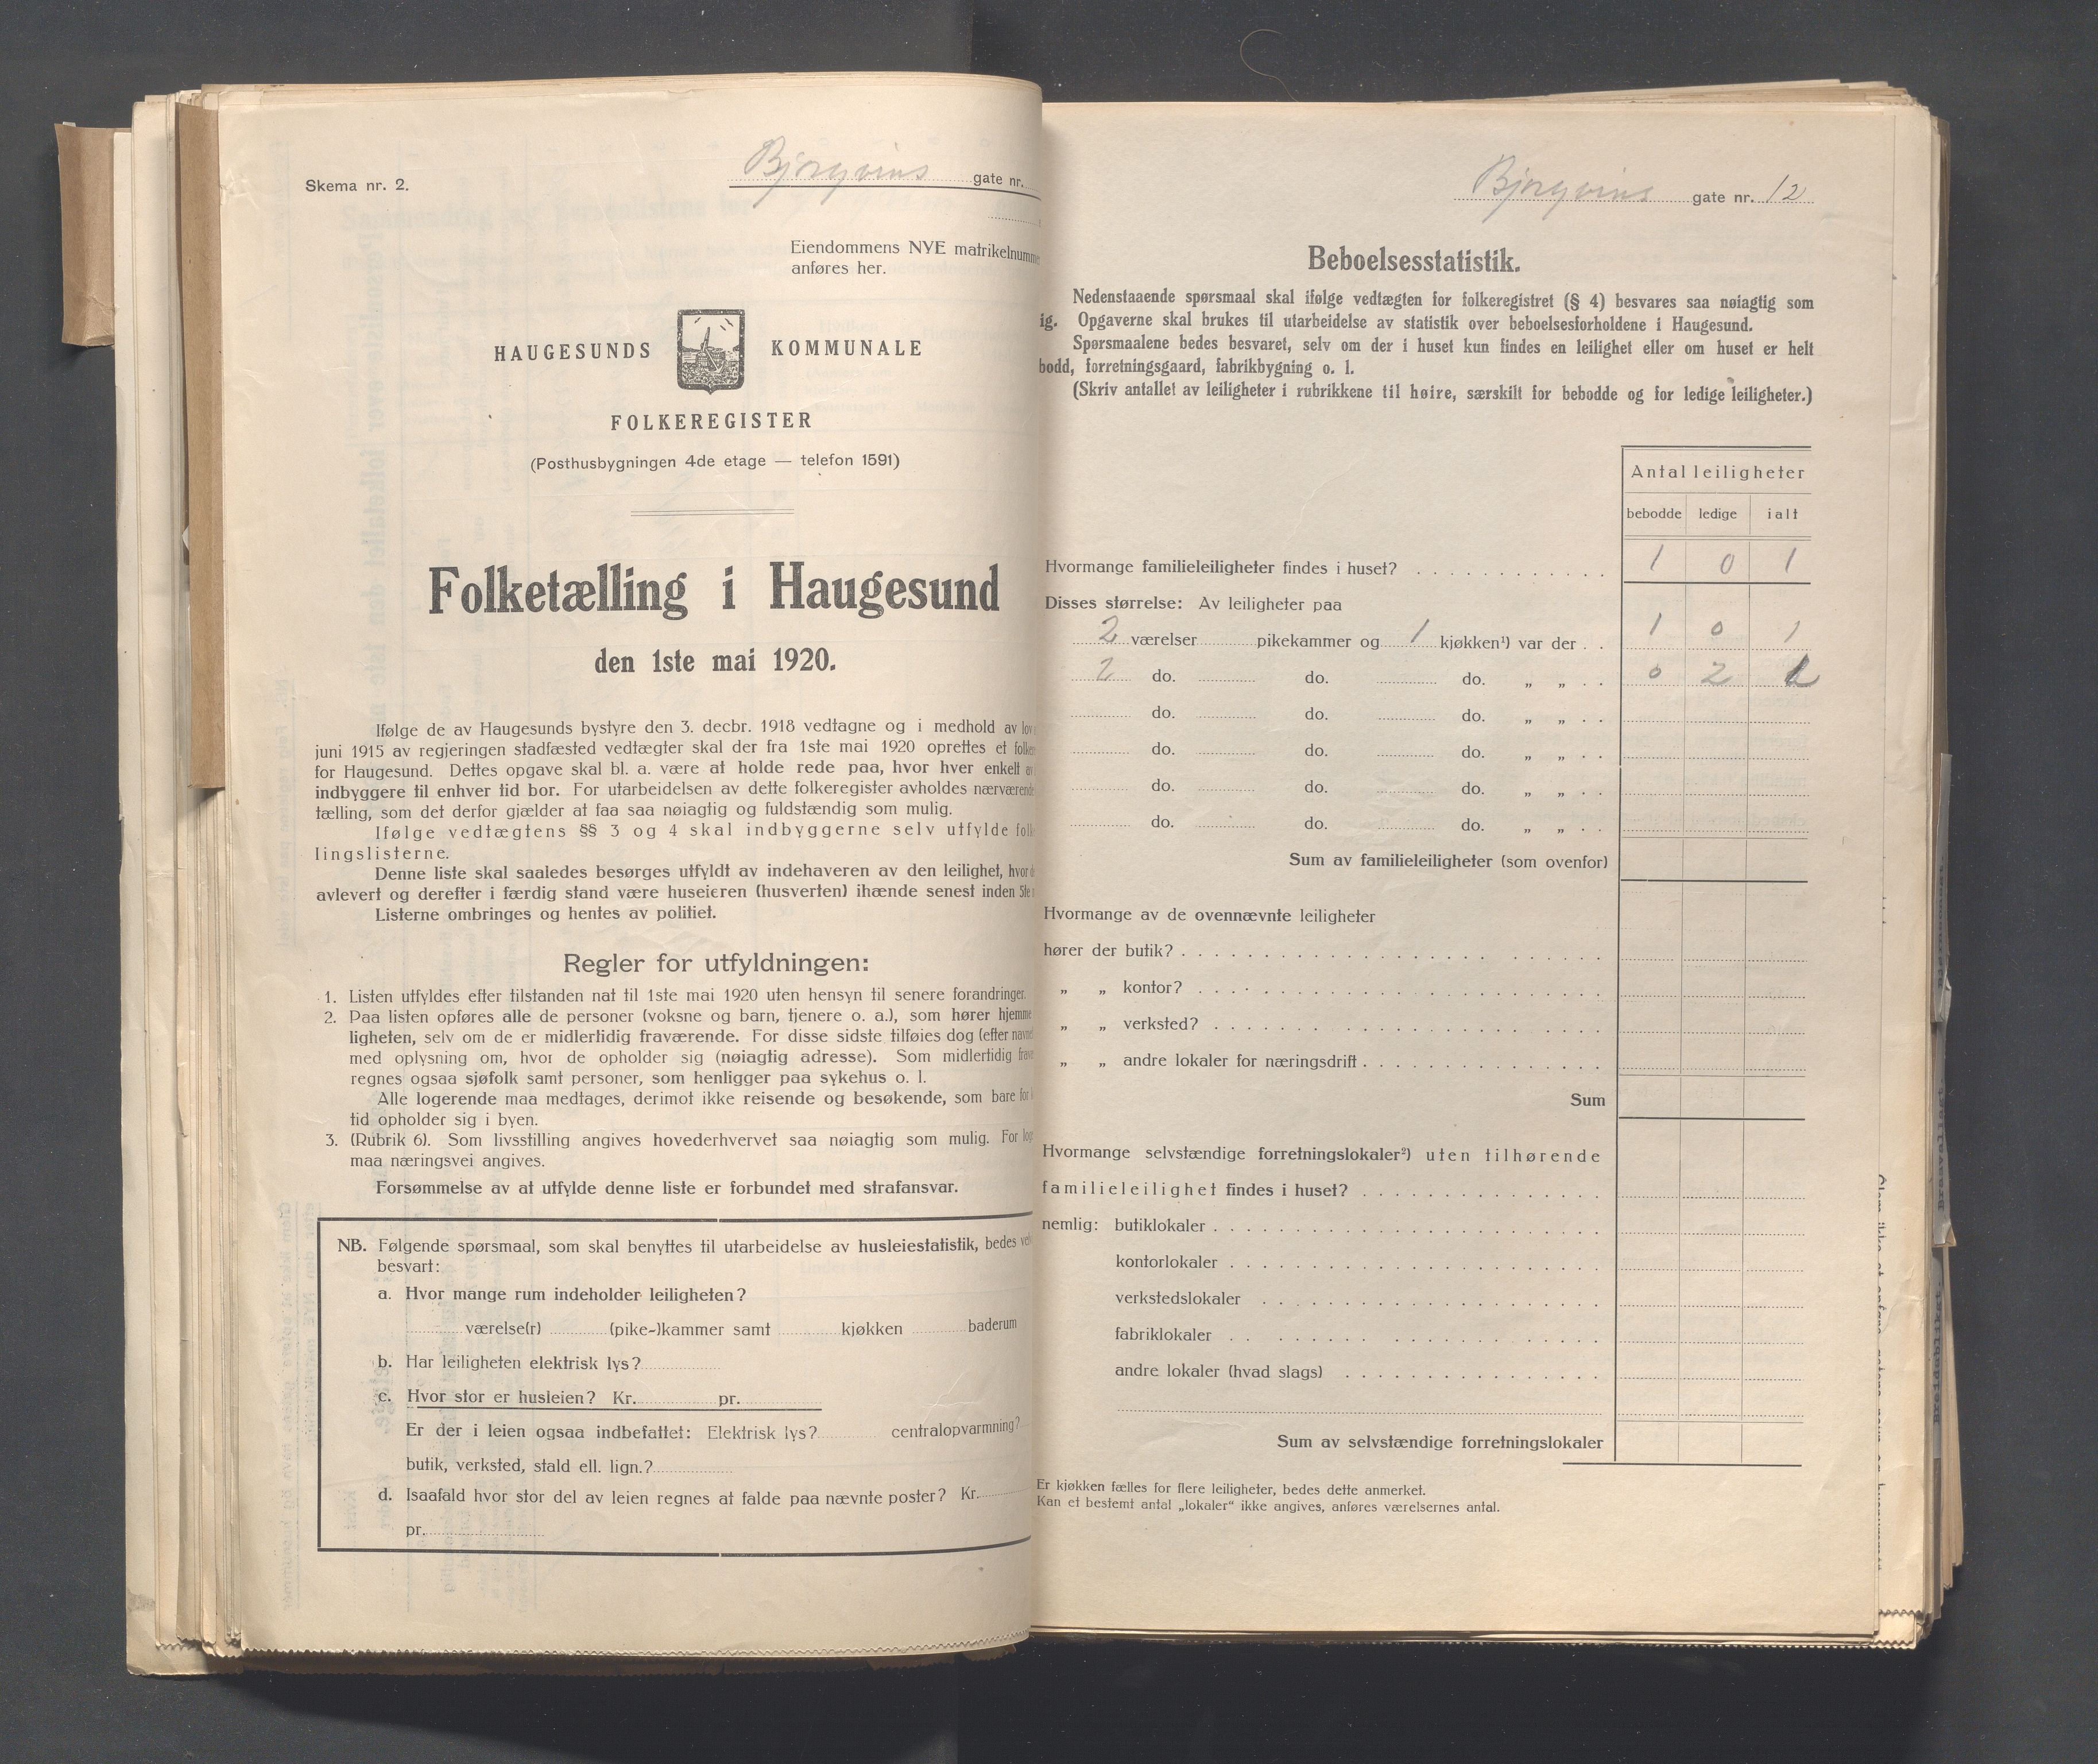 Skema nr. 2.
Bjorgvins gate nr.
Eiendommens NYE matrikelnumme
anføres her.
HAUGESUNDS KOMMUNALE
FOLKEREGISTER
(Posthusbygningen 4de etage — telefon 1591)
Folketælling i Haugesund
den 1ste mai 1920.
Ifølge de av Haugesunds bystyre den 3. decbr. 1918 vedtagne og i medhold av lov
juni 1915 av regjeringen stadfæsted vedtægter skal der fra 1ste mai 1920 oprettes et folke
for Haugesund. Dettes opgave skal bl. a. være at holde rede paa, hvor hver enkelt av
indbyggere til enhver tid bor. For utarbeidelsen av dette folkeregister avholdes nærværende
tælling, som det derfor gjælder at faa saa nøiagtig og fuldstændig som mulig.
Ifølge vedtægtens §§ 3 og 4 skal indbyggerne selv utfylde folk
lingslisterne.
Denne liste skal saaledes besørges utfyldt av indehaveren av den leilighet, hvor d
avlevert og derefter i færdig stand være huseieren (husverten) ihænde senest inden 5te
Listerne ombringes og hentes av politiet.
Regler for utfyldningen:
1. Listen utfyldes efter tilstanden nat til 1ste mai 1920 uten hensyn til senere forandringer.
2. Paa listen opføres alle de personer (voksne og barn, tjenere o. a.), som hører hjemme
ligheten, selv om de er midlertidig fraværende. For disse sidste tilføies dog (efter navne
med oplysning om, hvor de opholder sig (nøiagtig adresse). Som midlertidig frave
regnes ogsaa sjøfolk samt personer, som henligger paa sykehus o. l.
Alle logerende maa medtages, derimot ikke reisende og besøkende, som bare for
tid opholder sig i byen.
3. (Rubrik 6). Som livsstilling angives hovederhvervet saa nøiagtig som mulig. For loge
maa næringsvei angives.
Forsømmelse av at utfylde denne liste er forbundet med strafansvar.
NB. Følgende spørsmaal, som skal benyttes til utarbeidelse av husleiestatistik, bedes vel
besvart:
a. Hvor mange rum indeholder leiligheten?
værelse(r) (pike-)kammer samt kjøkken baderum
b. Har leiligheten elektrisk lys?
c. Hvor stor er husleien? Kr. pr.
Er der i leien ogsaa indbefattet: Elektrisk lys? centralopvarmning?
butik, verksted, stald ell. lign.?
d. Isaafald hvor stor del av leien regnes at falde paa nævnte poster? Kr.
pr.
Bjorgvins gate nr. 12
Beboelsesstatistik.
Nedenstaaende spørsmaal skal ifølge vedtægten for folkeregistret (§ 4) besvares saa nøiagtig som
ig. Opgaverne skal brukes til utarbeidelse av statistik over beboelsesforholdene i Haugesund.
Spørsmaalene bedes besvaret, selv om der i huset kun findes en leilighet eller om huset er helt
bodd, forretningsgaard, fabrikbygning o. l.
(Skriv antallet av leiligheter i rubrikkene til høire, særskilt for bebodde og for ledige leiligheter.)
Antal leiligheter
bebodde ledige ialt
Hvormange familieleiligheter findes i huset? 1 0 1
Disses størrelse: Av leiligheter paa
2 værelser pikekammer og 1 kjøkken¹) var der . . 1 0 1
2 do. do. do. „ „ . . 0 2
do. do. do. „ „ . .
do. do. do. „ „ . .
do. do. do. „ „ . .
do. do. do. „ „ . .
Sum av familieleiligheter (som ovenfor)
Hvormange av de ovennævnte leiligheter
hører der butik?
„ „ kontor?
„ „ verksted?
„ „ andre lokaler for næringsdrift
Sum
Hvormange selvstændige forretningslokaler²) uten tilhørende
familieleilighet findes i huset?
nemlig: butiklokaler
kontorlokaler
verkstedslokaler
fabriklokaler
andre lokaler (hvad slags)
Sum av selvstændige forretningslokaler
Er kjøkken fælles for flere leiligheter, bedes dette anmerket.
Kan et bestemt antal „lokaler“ ikke angives, anføres værelsernes antal.